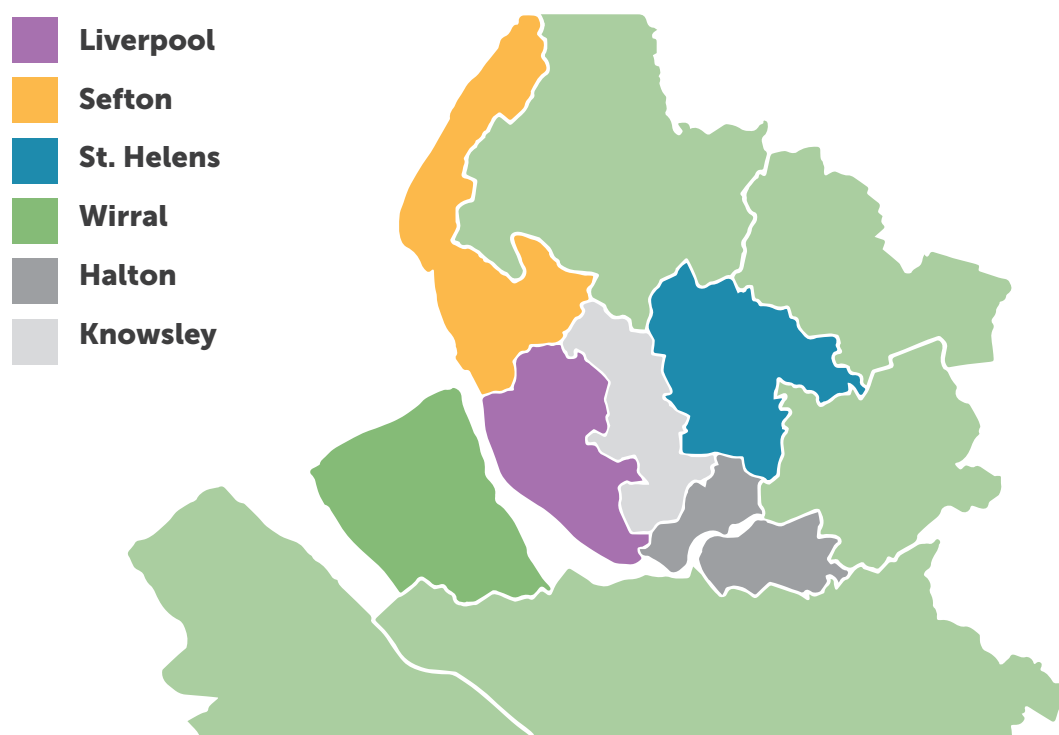 Liverpool
Sefton
St. Helens
Wirral
Halton
Knowsley